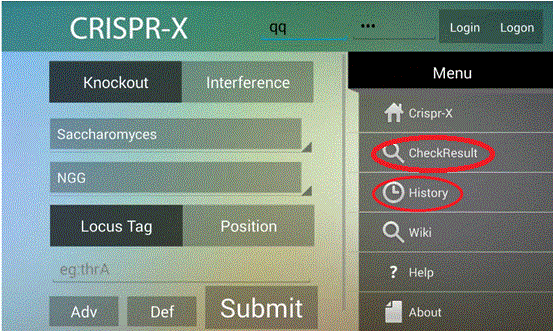 CRISPR-X qq ••• Login Logon
Knockout Interference
Saccharomyces
NGG
Locus Tag Position
eg:thrA
Adv Def Submit
Menu
Crispr-X
CheckResult
History
Wiki
? Help
About